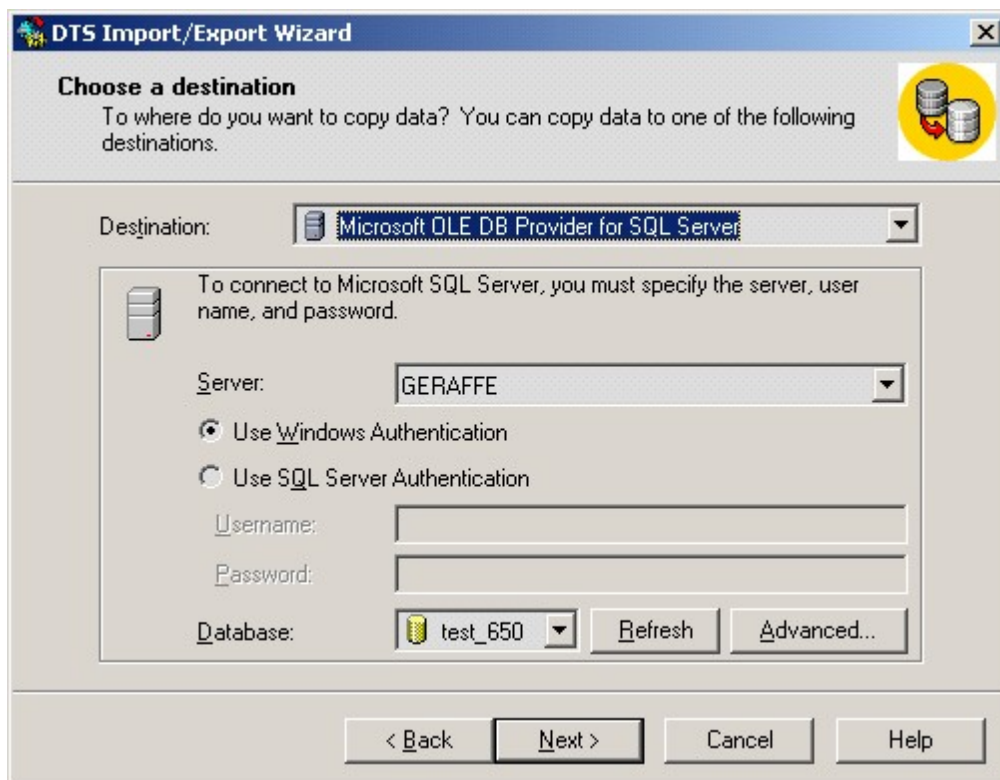 DTS Import/Export Wizard
Choose a destination
To where do you want to copy data? You can copy data to one of the following
destinations.
Destination: Microsoft OLE DB Provider for SQL Server
To connect to Microsoft SQL Server, you must specify the server, user
name, and password.
Server: GERAFFE
Use Windows Authentication
Use SQL Server Authentication
Username:
Password:
Database: test_650 Refresh Advanced...
< Back Next > Cancel Help